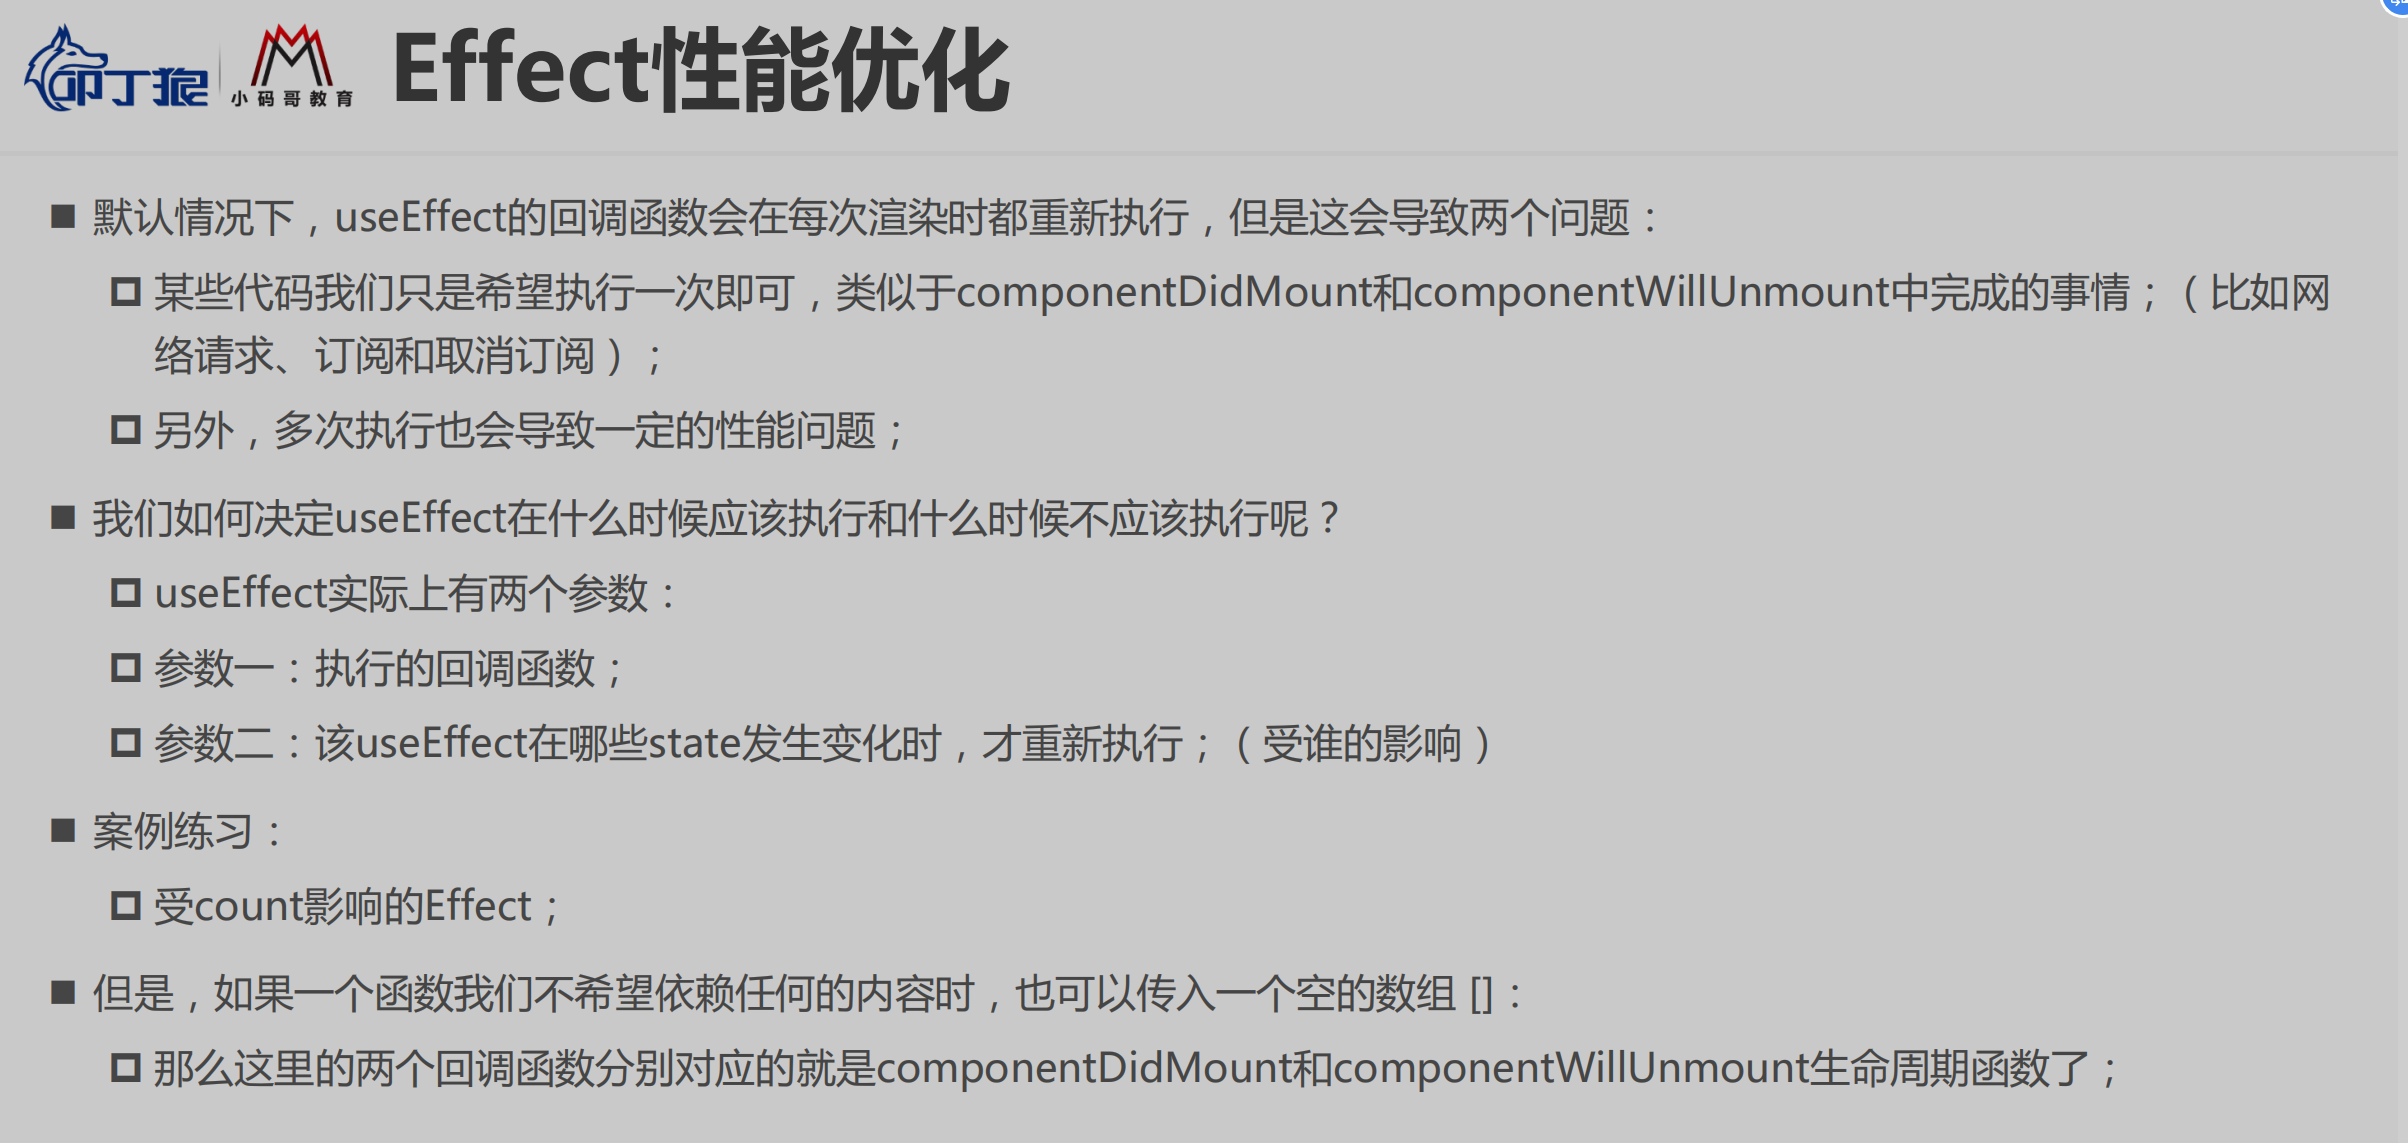 叩丁狼
小码哥教育
Effect性能优化
默认情况下，useEffect的回调函数会在每次渲染时都重新执行，但是这会导致两个问题：
某些代码我们只是希望执行一次即可，类似于componentDidMount和componentWillUnmount中完成的事情；（比如网
络请求、订阅和取消订阅）；
另外，多次执行也会导致一定的性能问题；
我们如何决定useEffect在什么时候应该执行和什么时候不应该执行呢？
useEffect实际上有两个参数：
参数一：执行的回调函数；
参数二：该useEffect在哪些state发生变化时，才重新执行；（受谁的影响）
案例练习：
受count影响的Effect；
但是，如果一个函数我们不希望依赖任何的内容时，也可以传入一个空的数组 []：
那么这里的两个回调函数分别对应的就是componentDidMount和componentWillUnmount生命周期函数了；